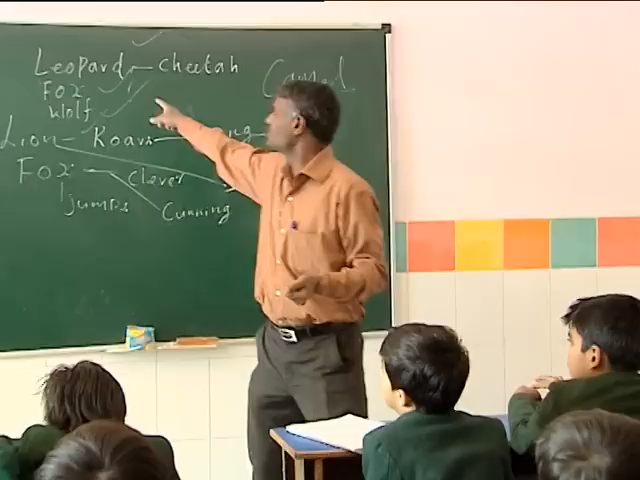 Leopard — Cheetah
Camel
Fox
Wolf
Lion — Roars
Fox — Clever
jumps
Cunning